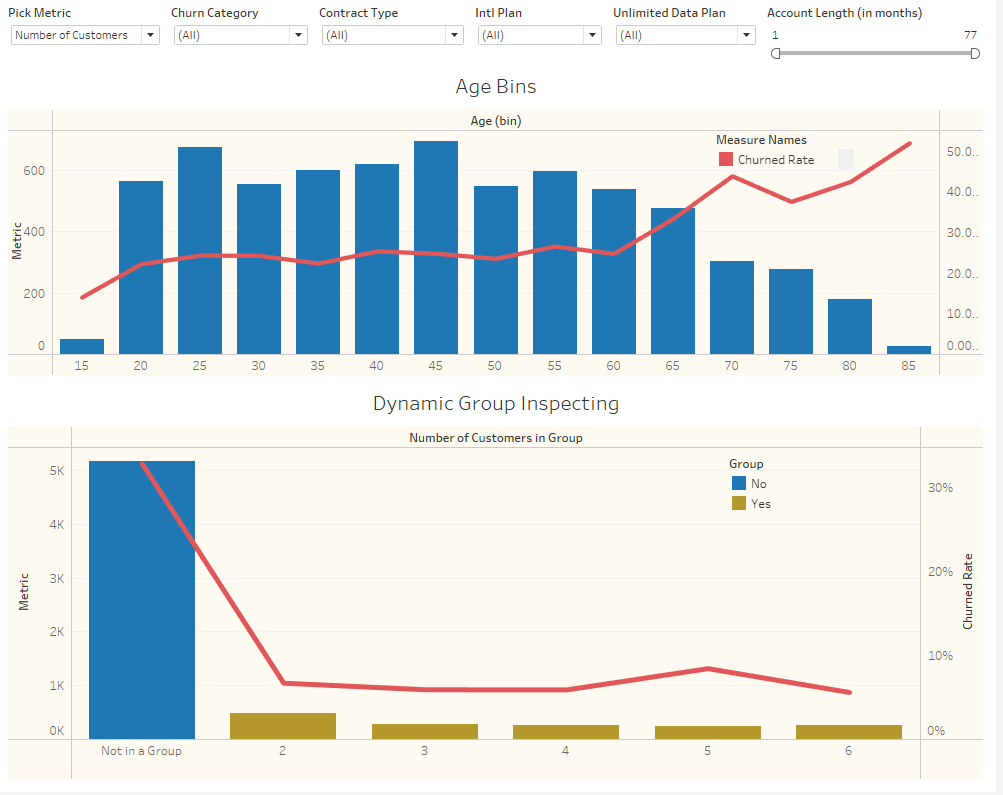 Pick Metric Churn Category Contract Type Intl Plan Unlimited Data Plan Account Length (in months)
Number of Customers (All) (All) (All) (All) 1 77
Age Bins
Age (bin)
Measure Names
Churned Rate
Metric
600
400
200
0
50.0..
40.0..
30.0..
20.0..
10.0..
0.00..
15 20 25 30 35 40 45 50 55 60 65 70 75 80 85
Dynamic Group Inspecting
Number of Customers in Group
Group
No
Yes
Metric
5K
4K
3K
2K
1K
0K
30%
20%
10%
0%
Churned Rate
Not in a Group 2 3 4 5 6